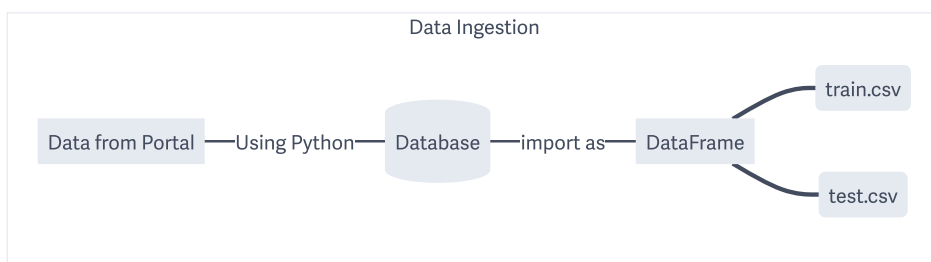 Data Ingestion
Data from Portal
Using Python
Database
import as
DataFrame
train.csv
test.csv